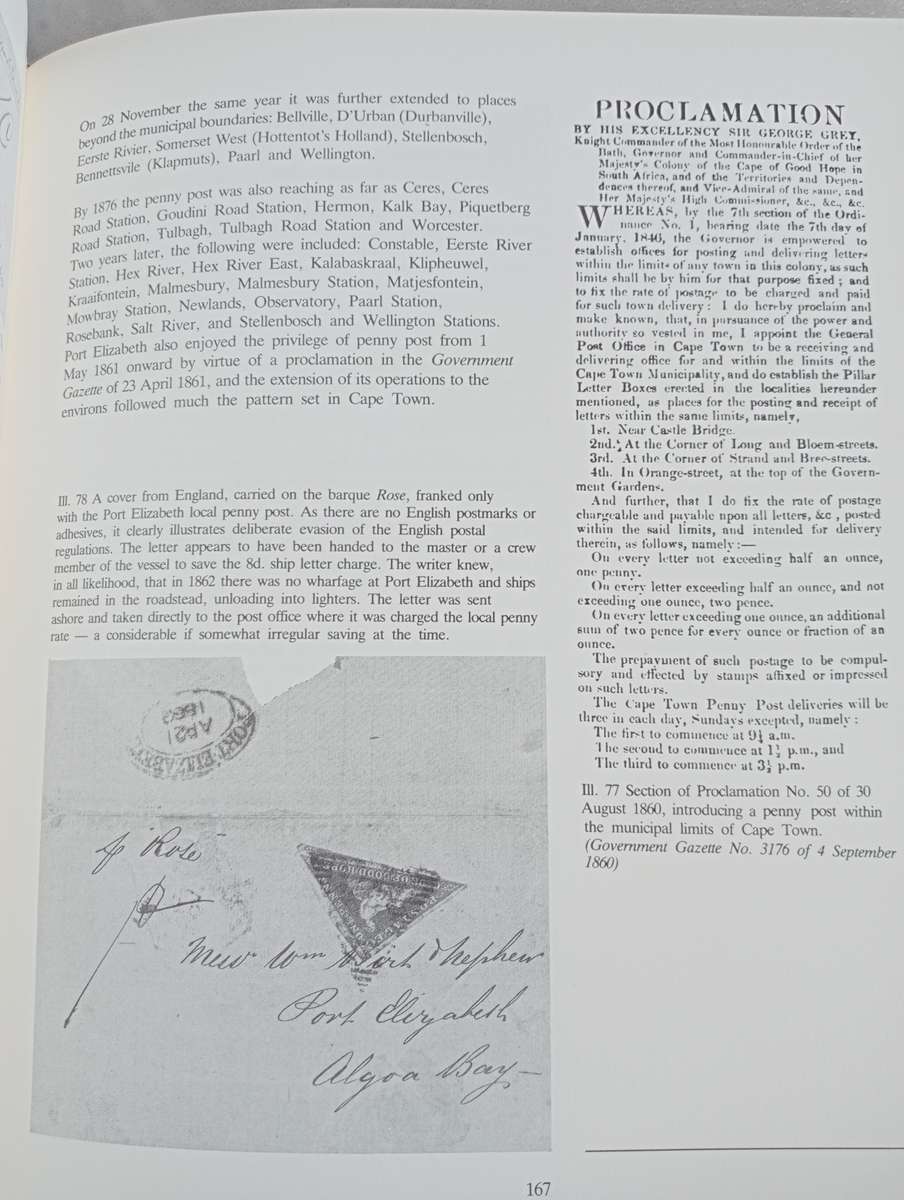 On 28 November the same year it was further extended to places
beyond the municipal boundaries: Bellville, D'Urban (Durbanville),
Eerste Rivier, Somerset West (Hottentot's Holland), Stellenbosch,
Bennettsvile (Klapmuts), Paarl and Wellington.
By 1876 the penny post was also reaching as far as Ceres, Ceres
Road Station, Goudini Road Station, Hermon, Kalk Bay, Piquetberg
Road Station, Tulbagh, Tulbagh Road Station and Worcester.
Two years later, the following were included: Constable, Eerste River
Station, Hex River, Hex River East, Kalabaskraal, Klipheuwel,
Kraaifontein, Malmesbury, Malmesbury Station, Matjesfontein,
Mowbray Station, Newlands, Observatory, Paarl Station,
Rosebank, Salt River, and Stellenbosch and Wellington Stations.
Port Elizabeth also enjoyed the privilege of penny post from 1
May 1861 onward by virtue of a proclamation in the Government
Gazette of 23 April 1861, and the extension of its operations to the
environs followed much the pattern set in Cape Town.
Ill. 78 A cover from England, carried on the barque Rose, franked only
with the Port Elizabeth local penny post. As there are no English postmarks or
adhesives, it clearly illustrates deliberate evasion of the English postal
regulations. The letter appears to have been handed to the master or a crew
member of the vessel to save the 8d. ship letter charge. The writer knew,
in all likelihood, that in 1862 there was no wharfage at Port Elizabeth and ships
remained in the roadstead, unloading into lighters. The letter was sent
ashore and taken directly to the post office where it was charged the local penny
rate — a considerable if somewhat irregular saving at the time.
PORT ELIZABETH
AP 21
p "Rose"
Messrs Wm & Nephew
Port Elizabeth
Algoa Bay
PROCLAMATION
BY HIS EXCELLENCY SIR GEORGE GREY,
Knight Commander of the Most Honourable Order of the
Bath, Governor and Commander-in-Chief of her
Majesty's Colony of the Cape of Good Hope in
South Africa, and of the Territories and Depen-
dences thereof, and Vice-Admiral of the same, and
Her Majesty's High Commissioner, &c., &c., &c.
WHEREAS, by the 7th section of the Ordi-
nance No. 1, bearing date the 7th day of
January, 1846, the Governor is empowered to
establish offices for posting and delivering letters
within the limits of any town in this colony, as such
limits shall be by him for that purpose fixed; and
to fix the rate of postage to be charged and paid
for such town delivery: I do hereby proclaim and
make known, that, in pursuance of the power and
authority so vested in me, I appoint the General
Post Office in Cape Town to be a receiving and
delivering office for and within the limits of the
Cape Town Municipality, and do establish the Pillar
Letter Boxes erected in the localities hereunder
mentioned, as places for the posting and receipt of
letters within the same limits, namely,
1st. Near Castle Bridge.
2nd. At the Corner of Long and Bloem-streets.
3rd. At the Corner of Strand and Bree-streets.
4th. In Orange-street, at the top of the Govern-
ment Gardens.
And further, that I do fix the rate of postage
chargeable and payable upon all letters, &c , posted
within the said limits, and intended for delivery
therein, as follows, namely:—
On every letter not exceeding half an ounce,
one penny.
On every letter exceeding half an ounce, and not
exceeding one ounce, two pence.
On every letter exceeding one ounce, an additional
sum of two pence for every ounce or fraction of an
ounce.
The prepayment of such postage to be compul-
sory and effected by stamps affixed or impressed
on such letters.
The Cape Town Penny Post deliveries will be
three in each day, Sundays excepted, namely:
The first to commence at 9½ a.m.
The second to commence at 1½ p.m., and
The third to commence at 3½ p.m.
Ill. 77 Section of Proclamation No. 50 of 30
August 1860, introducing a penny post within
the municipal limits of Cape Town.
(Government Gazette No. 3176 of 4 September
1860)
167